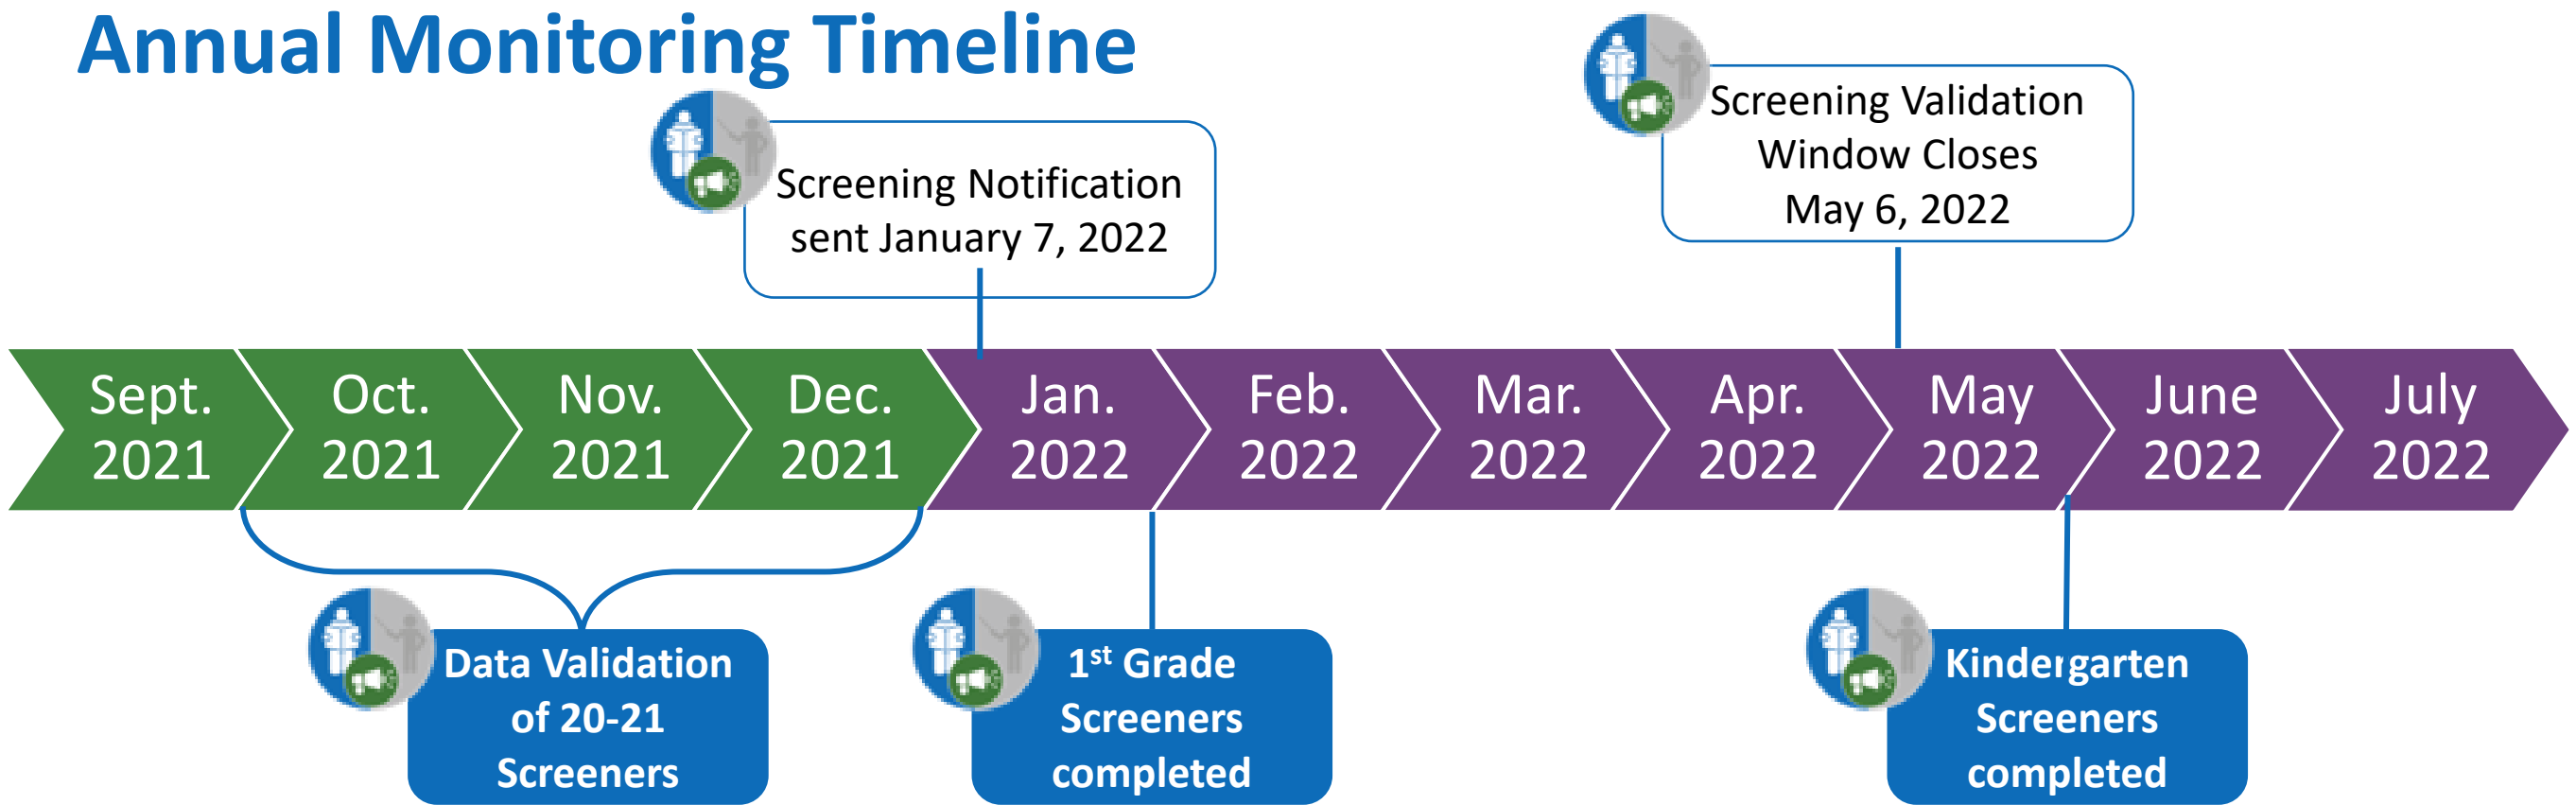 Annual Monitoring Timeline
Screening Notification
sent January 7, 2022
Screening Validation
Window Closes
May 6, 2022
Sept.
2021
Oct.
2021
Nov.
2021
Dec.
2021
Jan.
2022
Feb.
2022
Mar.
2022
Apr.
2022
May
2022
June
2022
July
2022
Data Validation
of 20-21
Screeners
1st Grade
Screeners
completed
Kindergarten
Screeners
completed